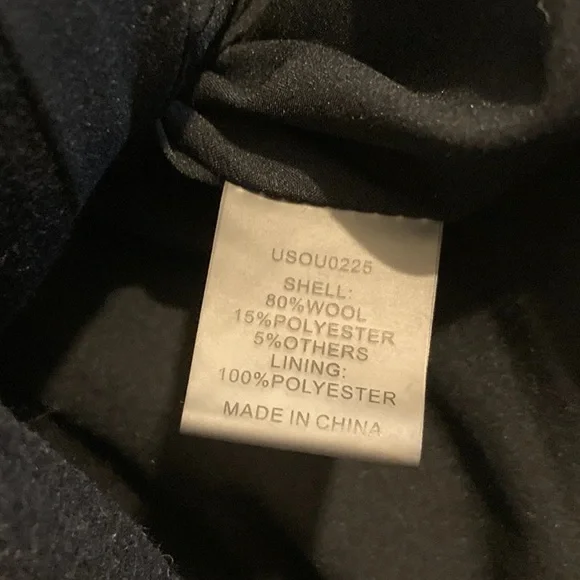 USOU0225
SHELL:
80%WOOL
15%POLYESTER
5%OTHERS
LINING:
100%POLYESTER
MADE IN CHINA